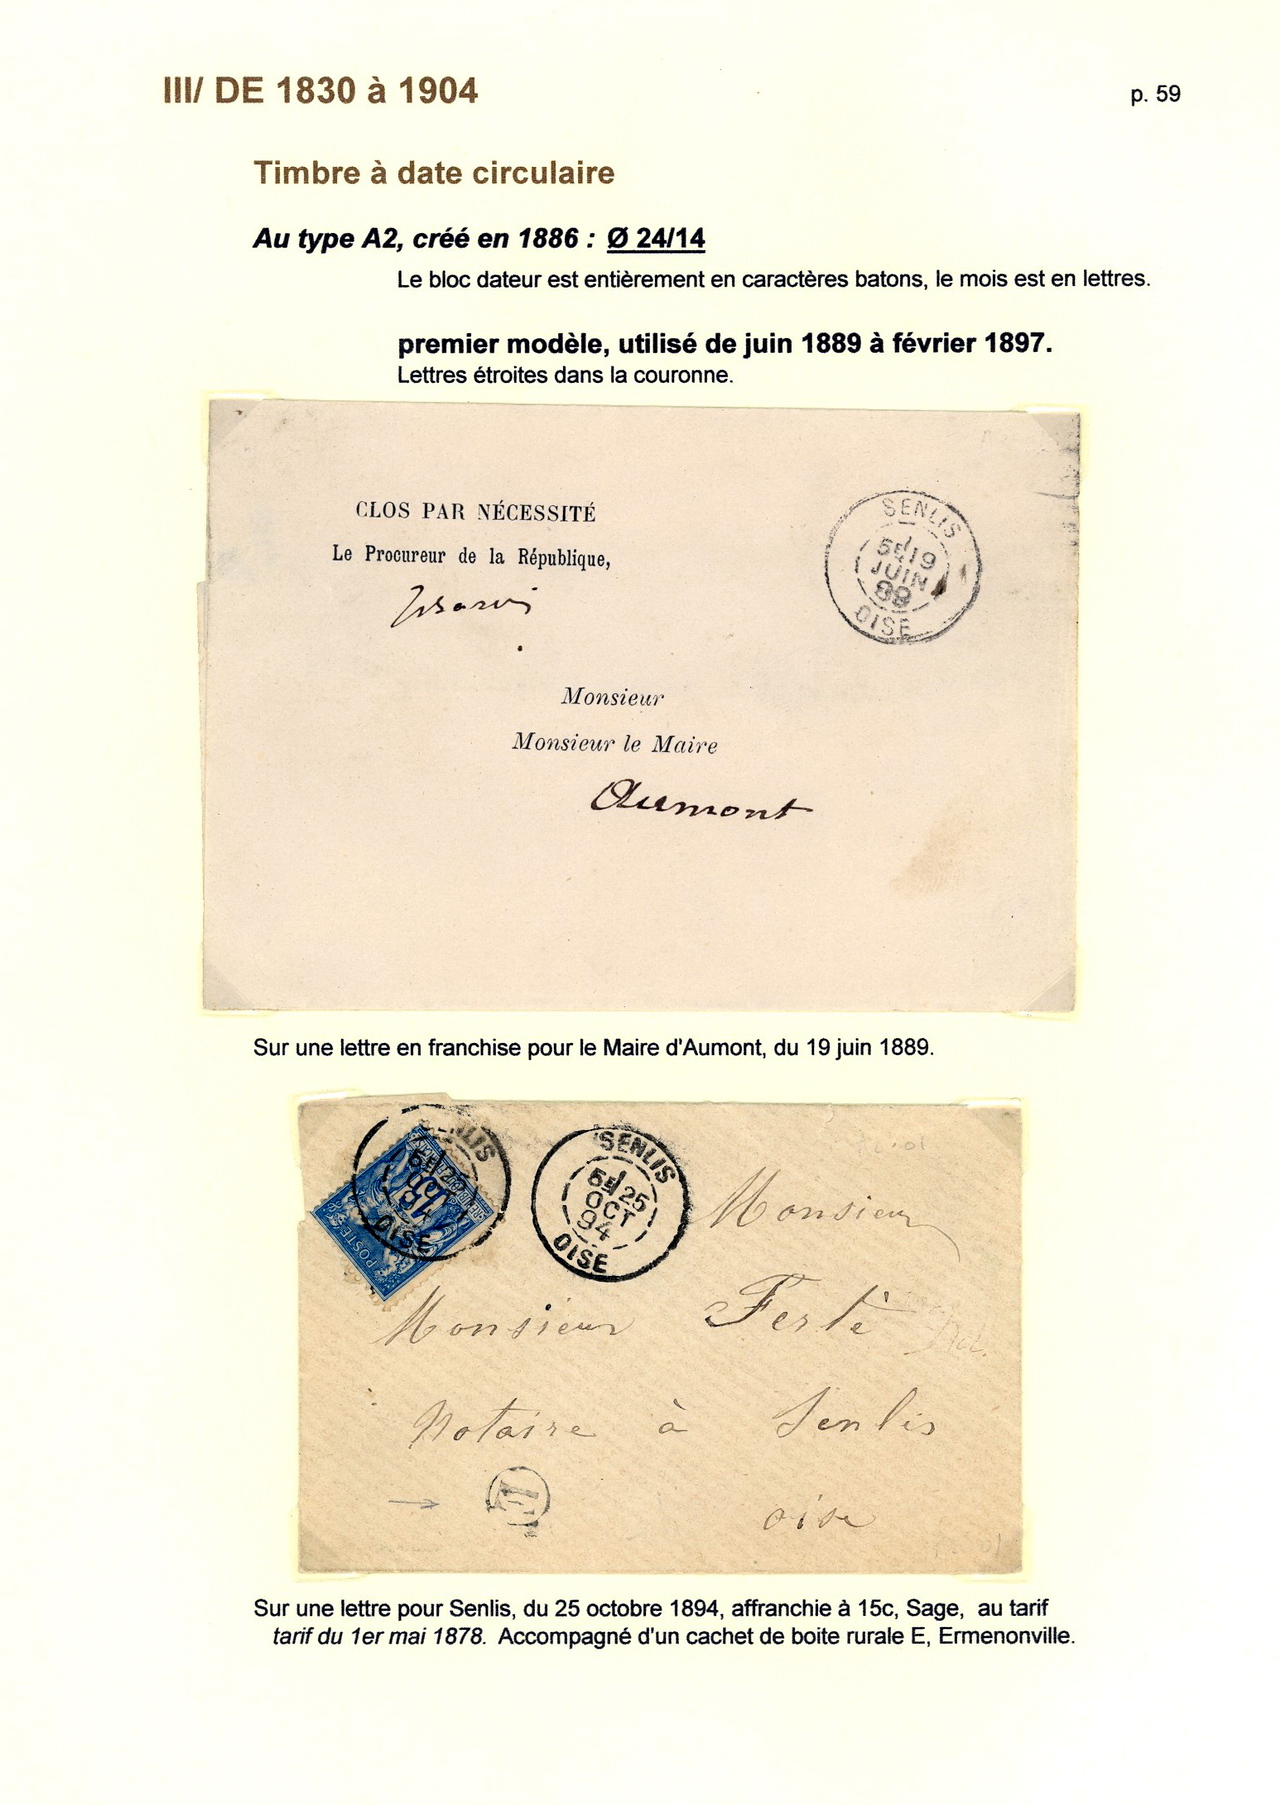 III/ DE 1830 à 1904
p. 59
Timbre à date circulaire
Au type A2, créé en 1886 : Ø 24/14
Le bloc dateur est entièrement en caractères batons, le mois est en lettres.
premier modèle, utilisé de juin 1889 à février 1897.
Lettres étroites dans la couronne.
CLOS PAR NÉCESSITÉ
Le Procureur de la République,
SENLIS
5E 19
JUIN
89
OISE
Monsieur
Monsieur le Maire
Aumont
Sur une lettre en franchise pour le Maire d'Aumont, du 19 juin 1889.
SENLIS
OISE
POSTES
15
SENLIS
5E 25
OCT
94
OISE
Monsieur
Monsieur Ferté
Notaire à Senlis
E
oise
Sur une lettre pour Senlis, du 25 octobre 1894, affranchie à 15c, Sage, au tarif
tarif du 1er mai 1878. Accompagné d'un cachet de boite rurale E, Ermenonville.